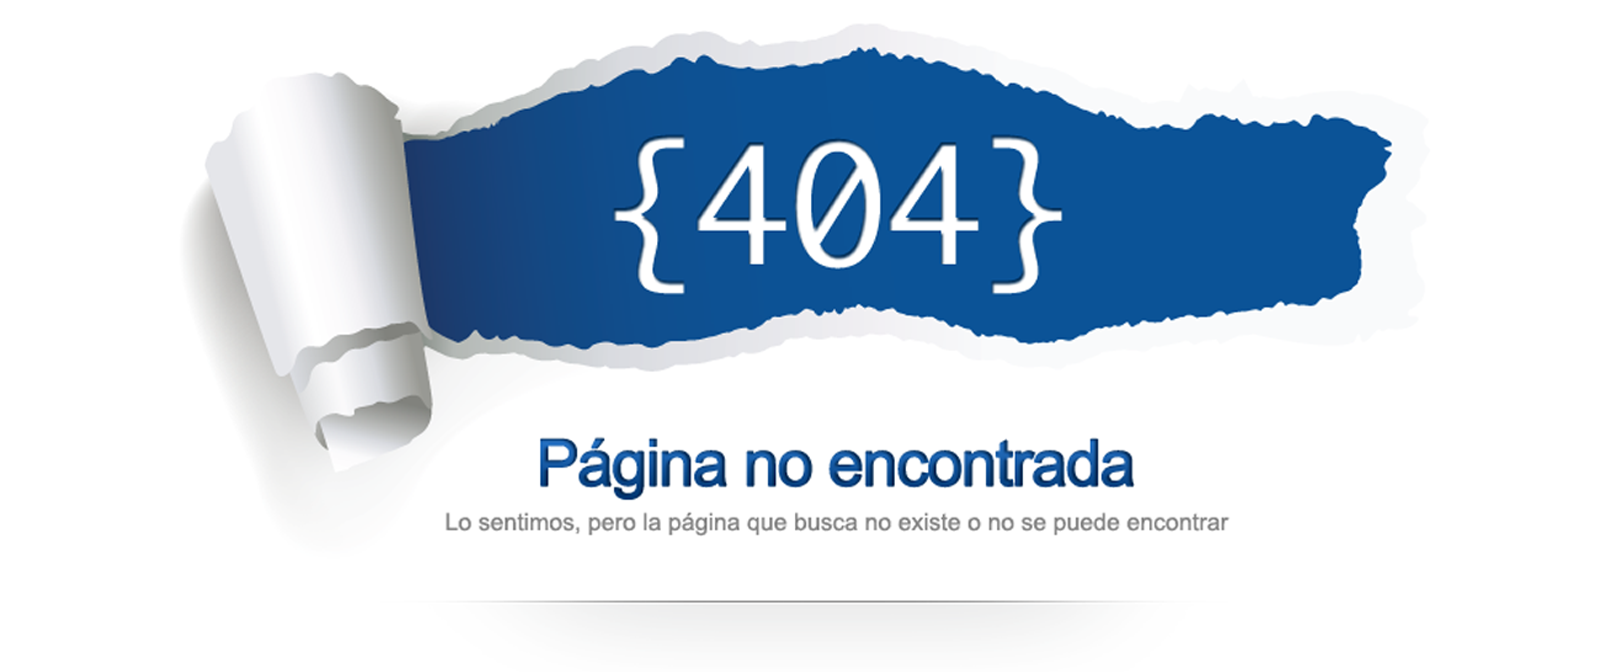 {404}
Página no encontrada
Lo sentimos, pero la página que busca no existe o no se puede encontrar